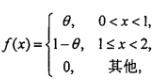 f(x)={ θ, 0<x<1,
1-θ, 1≤x<2,
0, 其他,